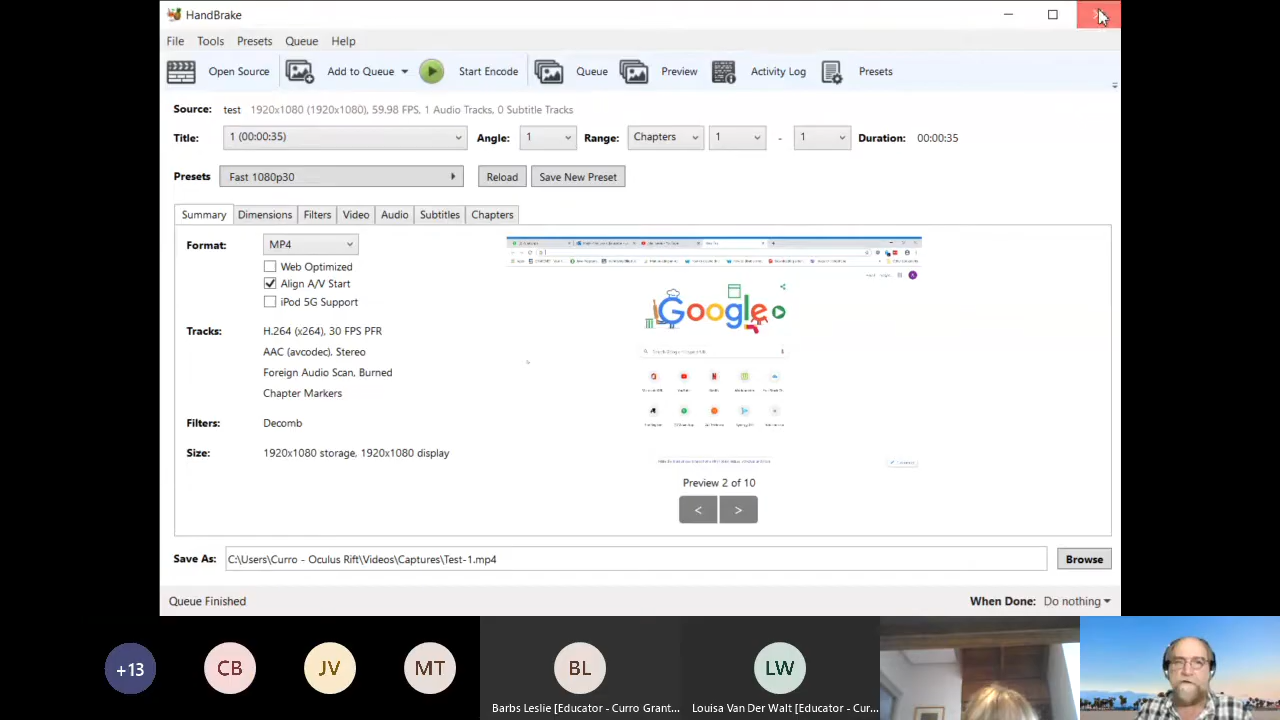 HandBrake
File Tools Presets Queue Help
Open Source Add to Queue Start Encode Queue Preview Activity Log Presets
Source: test 1920x1080 (1920x1080), 59.98 FPS, 1 Audio Tracks, 0 Subtitle Tracks
Title: 1 (00:00:35) Angle: 1 Range: Chapters 1 - 1 Duration: 00:00:35
Presets Fast 1080p30 Reload Save New Preset
Summary Dimensions Filters Video Audio Subtitles Chapters
Format: MP4
Web Optimized
Align A/V Start
iPod 5G Support
Tracks: H.264 (x264), 30 FPS PFR
AAC (avcodec), Stereo
Foreign Audio Scan, Burned
Chapter Markers
Filters: Decomb
Size: 1920x1080 storage, 1920x1080 display
Google
Preview 2 of 10
< >
Save As: C:\Users\Curro - Oculus Rift\Videos\Captures\Test-1.mp4 Browse
Queue Finished When Done: Do nothing
+13 CB JV MT BL LW
Barbs Leslie [Educator - Curro Grant... Louisa Van Der Walt [Educator - Cur...